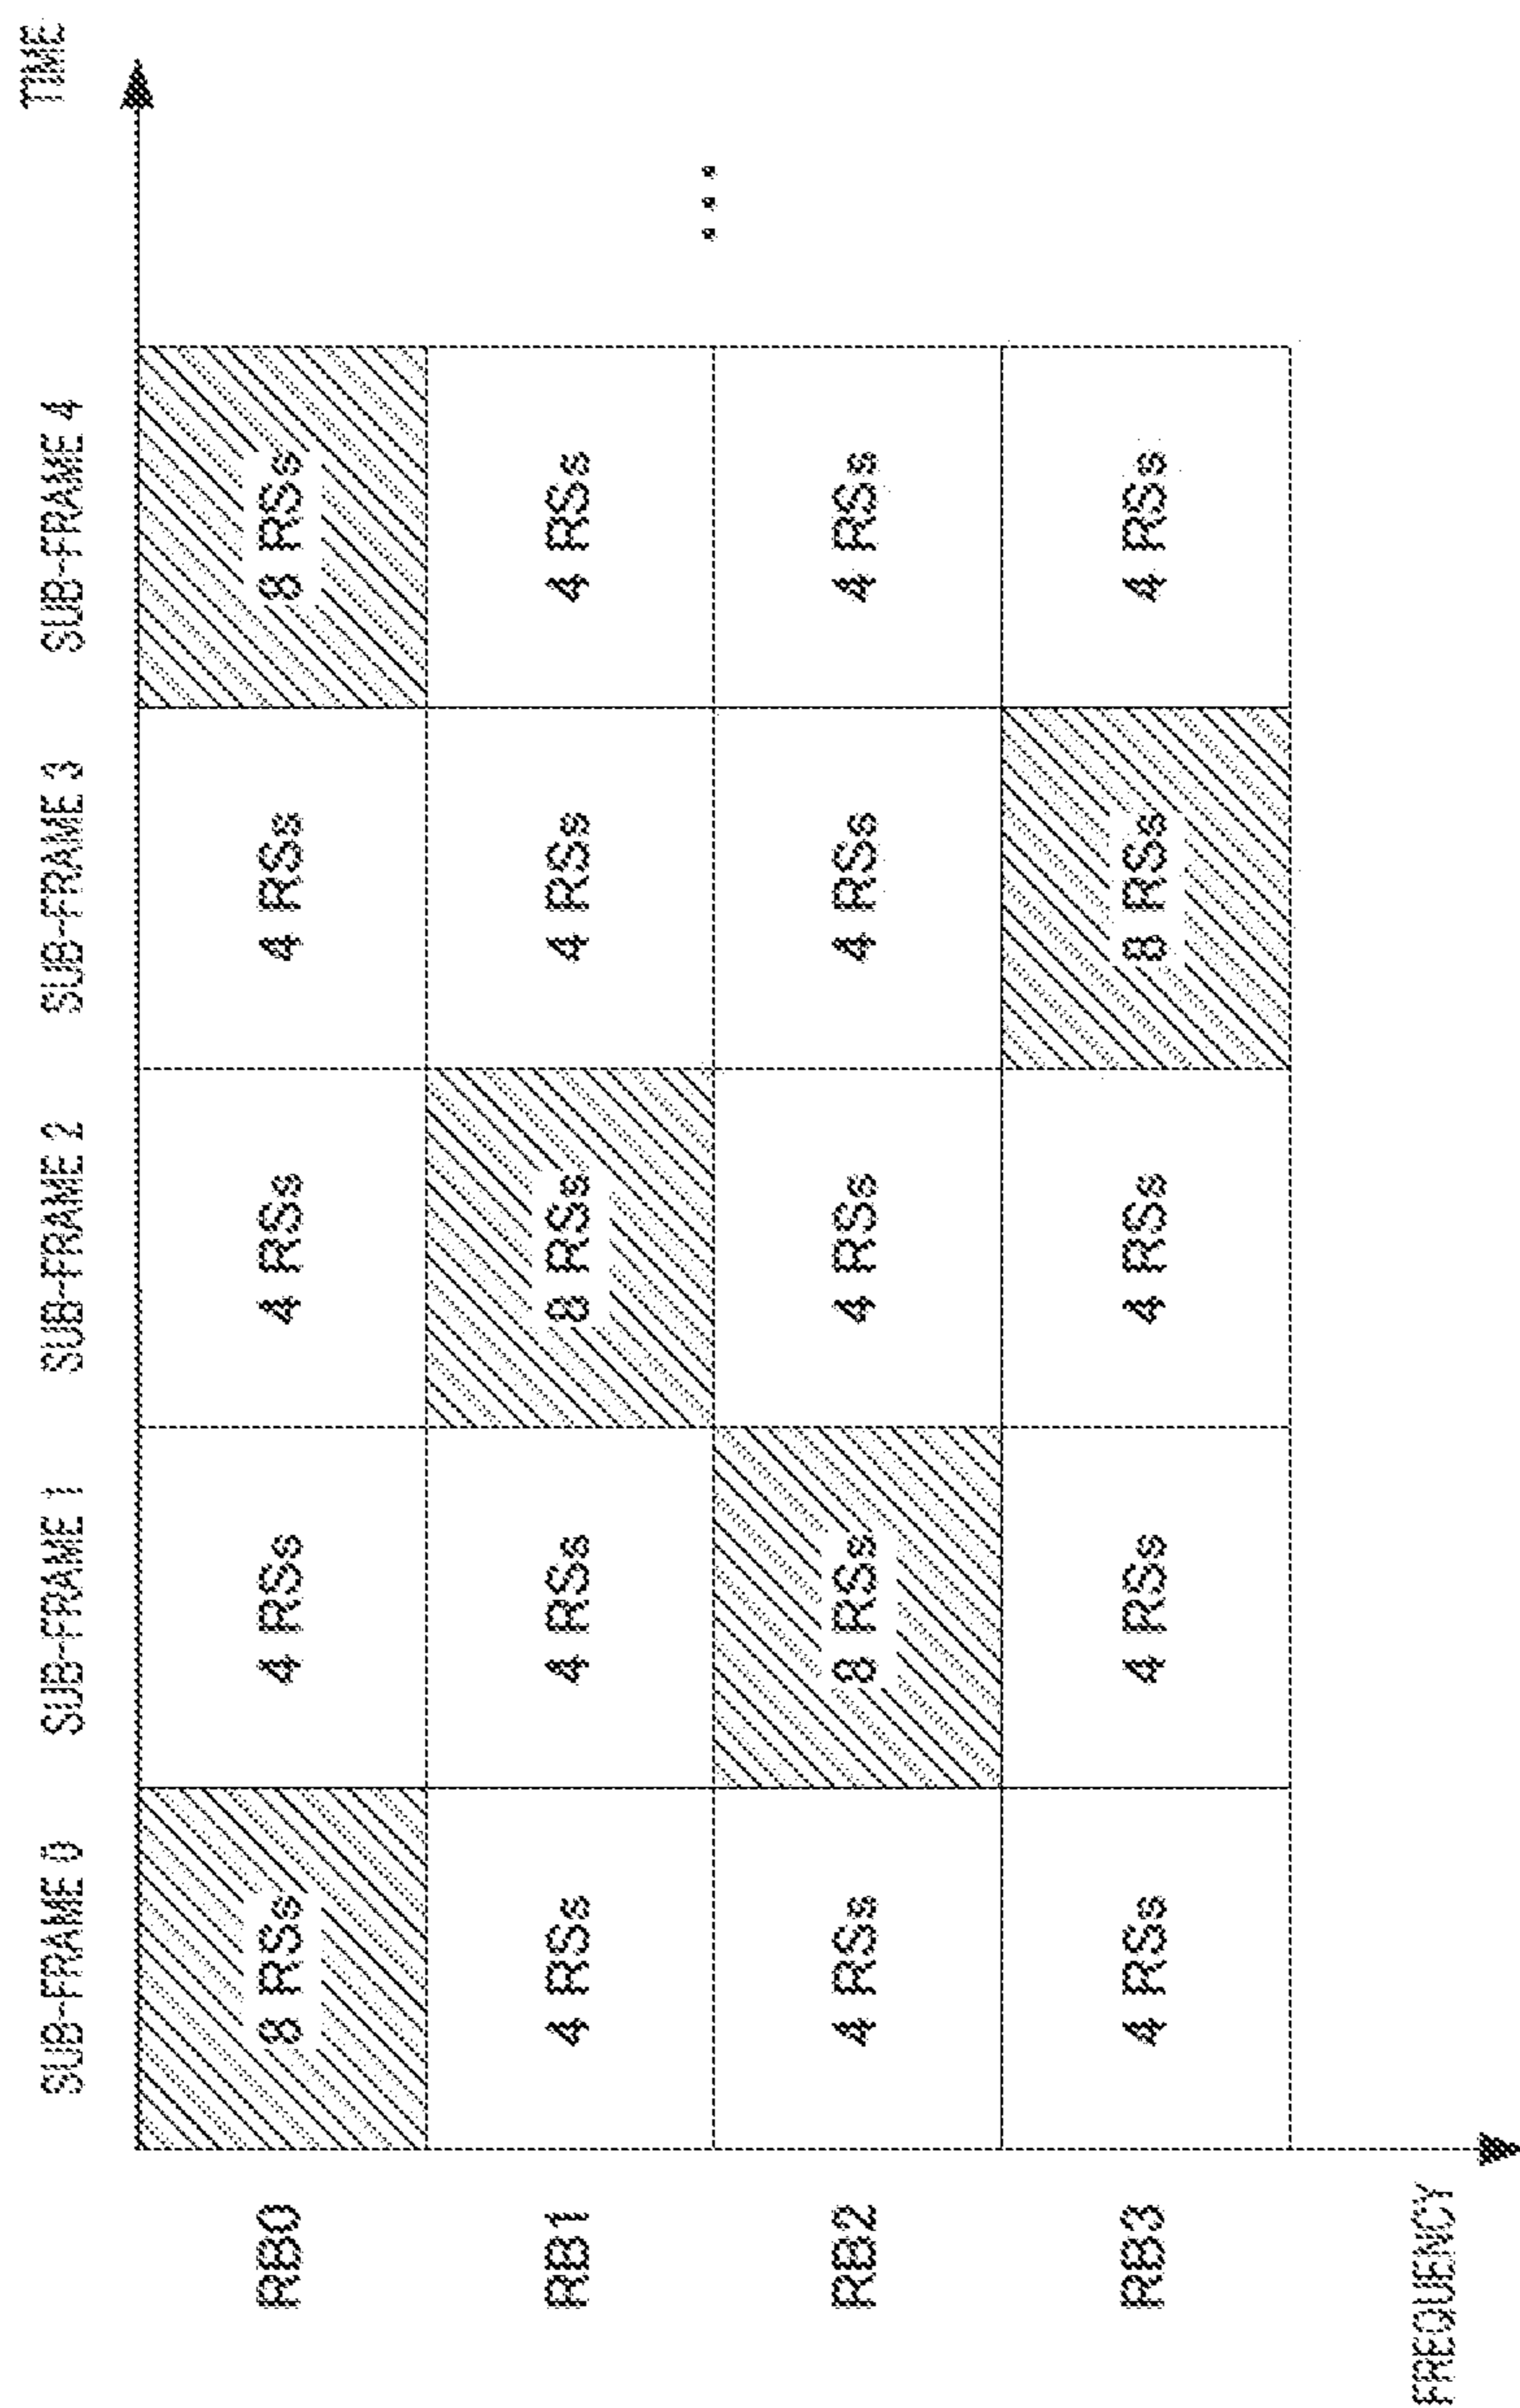 TIME
SUB-FRAME 0 SUB-FRAME 1 SUB-FRAME 2 SUB-FRAME 3 SUB-FRAME 4
RB0 8 RSs 4 RSs 4 RSs 4 RSs 8 RSs
RB1 4 RSs 4 RSs 8 RSs 4 RSs 4 RSs ...
RB2 4 RSs 8 RSs 4 RSs 4 RSs 4 RSs
RB3 4 RSs 4 RSs 4 RSs 8 RSs 4 RSs
FREQUENCY